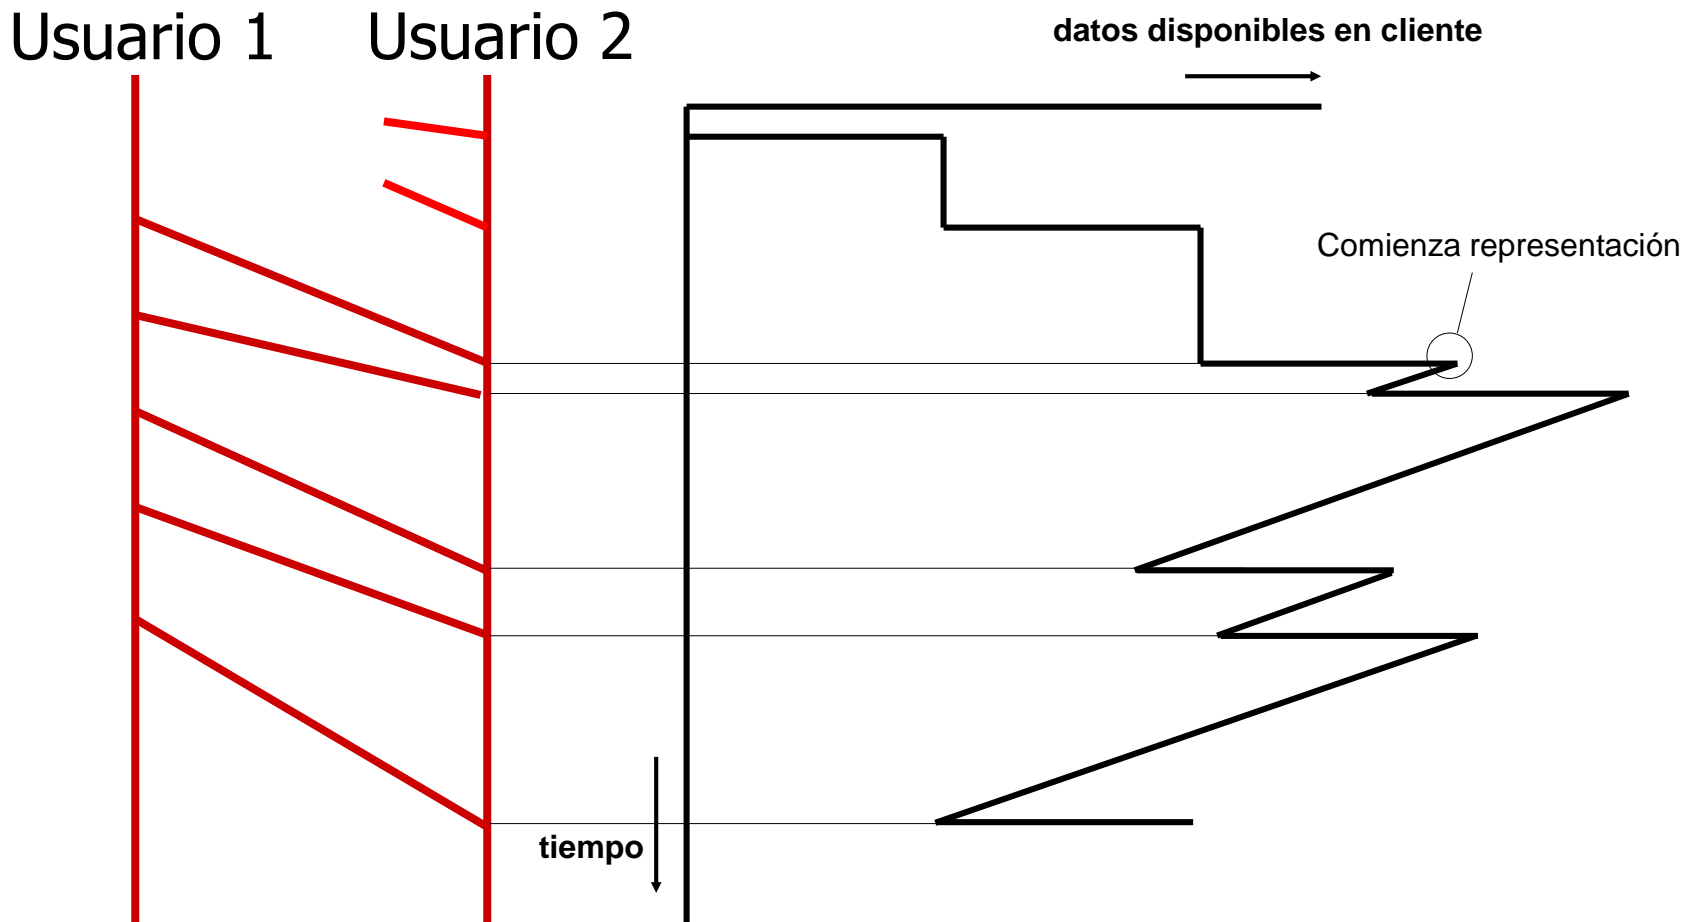 Usuario 1
Usuario 2
datos disponibles en cliente
Comienza representación
tiempo